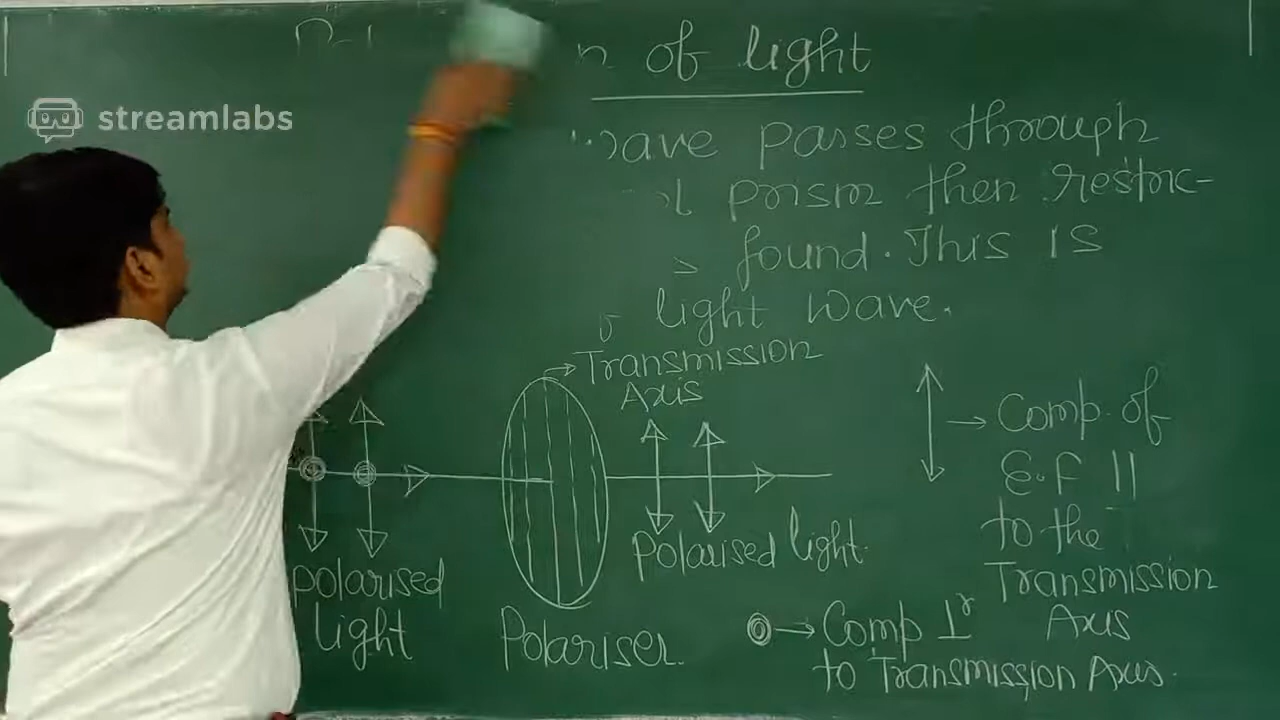 of light
streamlabs
passes through
prism then restric-
found. This is
light wave.
Transmission
Axis
Comp. of
E.F ||
to the
Transmission
Axis
polarised
light
Polariser.
Polarised light.
Comp ⊥r
to Transmission Axis.